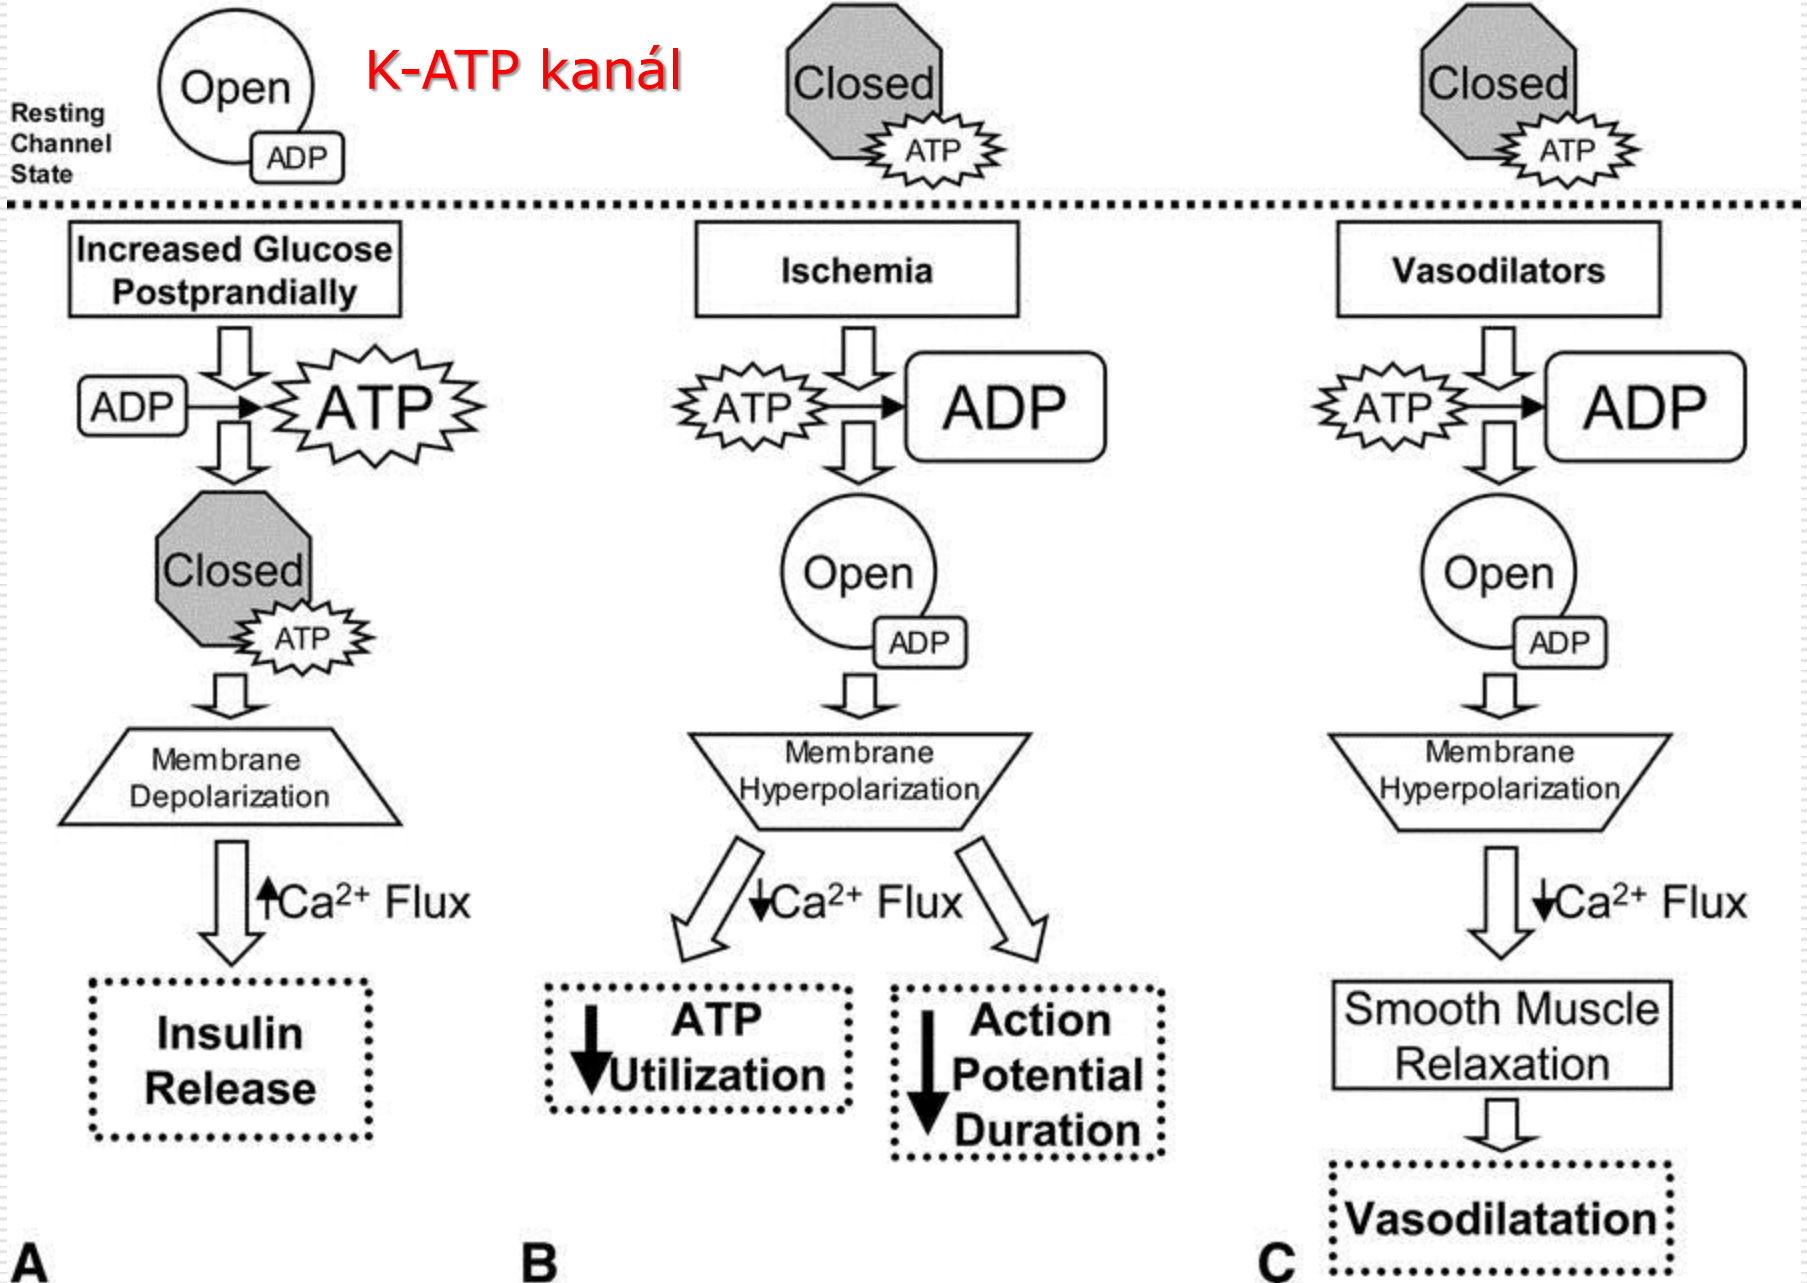 K-ATP kanál
Resting
Channel
State
Open
ADP
Closed
ATP
Closed
ATP
Increased Glucose
Postprandially
ADP
ATP
Closed
ATP
Membrane
Depolarization
Ca2+ Flux
Insulin
Release
A
Ischemia
ATP
ADP
Open
ADP
Membrane
Hyperpolarization
Ca2+ Flux
ATP
Utilization
Action
Potential
Duration
B
Vasodilators
ATP
ADP
Open
ADP
Membrane
Hyperpolarization
Ca2+ Flux
Smooth Muscle
Relaxation
Vasodilatation
C